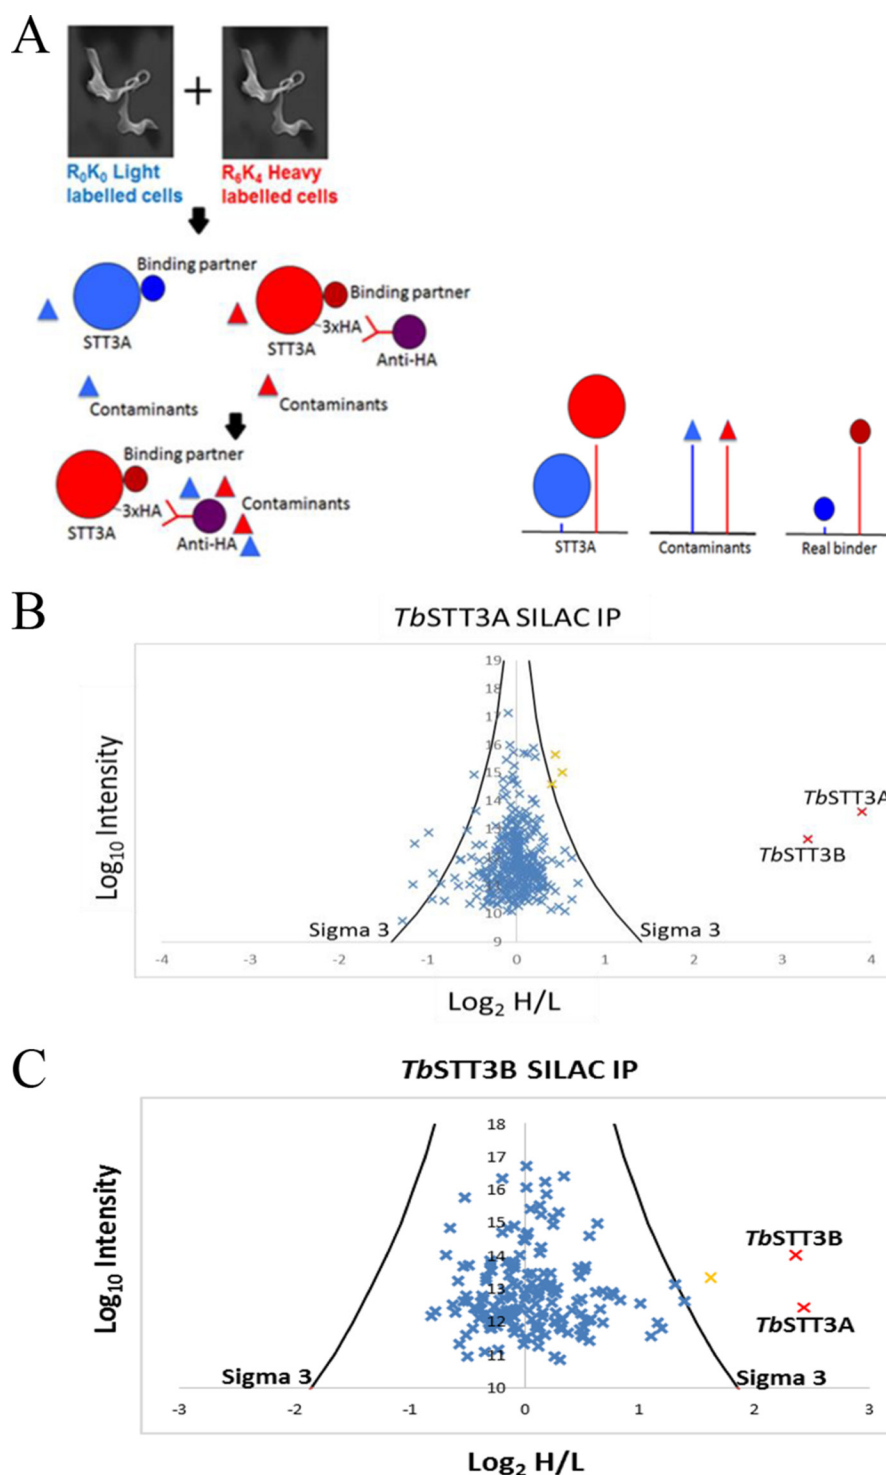 A
+
R₀K₀ Light
labelled cells
R₆K₄ Heavy
labelled cells
Binding partner
STT3A
Contaminants
Binding partner
3xHA
STT3A
Anti-HA
Contaminants
Binding partner
3xHA
STT3A
Anti-HA
Contaminants
STT3A
Contaminants
Real binder
B
TbSTT3A SILAC IP
Log₁₀ Intensity
19
18
17
16
15
14
13
12
11
10
9
TbSTT3A
TbSTT3B
Sigma 3
Sigma 3
-4
-3
-2
-1
0
1
2
3
4
Log₂ H/L
C
TbSTT3B SILAC IP
Log₁₀ Intensity
18
17
16
15
14
13
12
11
10
TbSTT3B
TbSTT3A
Sigma 3
Sigma 3
-3
-2
-1
0
1
2
3
Log₂ H/L